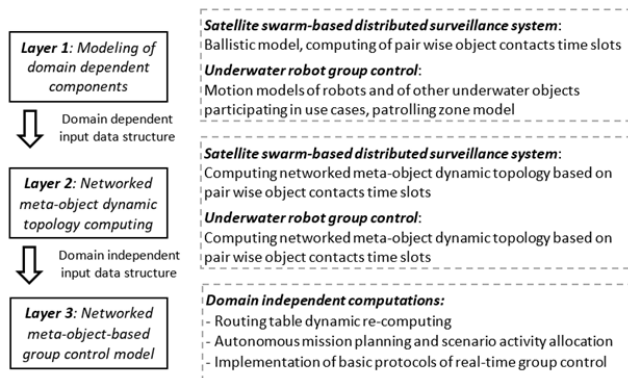 Layer 1: Modeling of
domain dependent
components
Satellite swarm-based distributed surveillance system:
Ballistic model, computing of pair wise object contacts time slots
Underwater robot group control:
Motion models of robots and of other underwater objects
participating in use cases, patrolling zone model
Domain dependent
input data structure
Layer 2: Networked
meta-object dynamic
topology computing
Satellite swarm-based distributed surveillance system:
Computing networked meta-object dynamic topology based on
pair wise object contacts time slots
Underwater robot group control:
Computing networked meta-object dynamic topology based on
pair wise object contacts time slots
Domain independent
input data structure
Layer 3: Networked
meta-object-based
group control model
Domain independent computations:
- Routing table dynamic re-computing
- Autonomous mission planning and scenario activity allocation
- Implementation of basic protocols of real-time group control